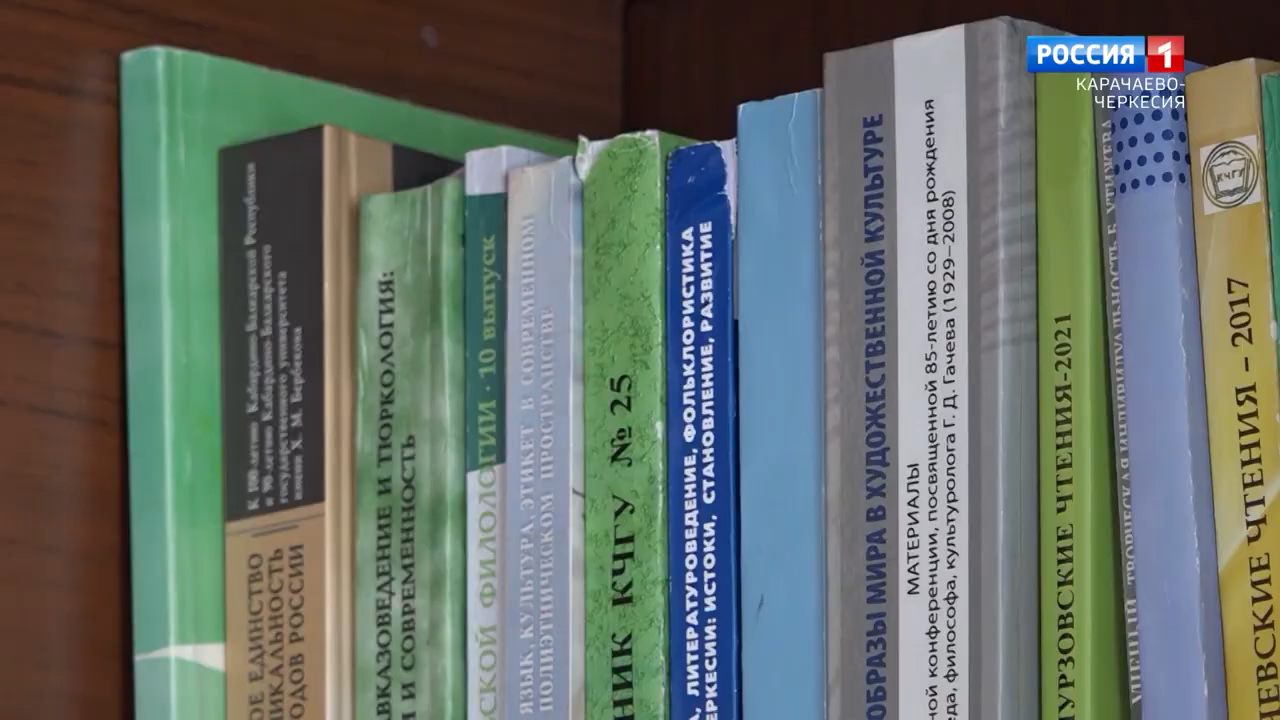 К 100-летию Кабардино-Балкарской Республики
и 90-летию Кабардино-Балкарского
государственного университета
имени Х. М. Бербекова
ОЕ ЕДИНСТВО
ИКАЛЬНОСТЬ
ОДОВ РОССИИ
АВКАЗОВЕДЕНИЕ И ТЮРКОЛОГИЯ:
И СОВРЕМЕННОСТЬ
СКОЙ ФИЛОЛОГИИ · 10 выпуск
ЯЗЫК, КУЛЬТУРА, ЭТИКЕТ В СОВРЕМЕННОМ
ПОЛИЭТНИЧЕСКОМ ПРОСТРАНСТВЕ
НИК КЧГУ № 25
А, ЛИТЕРАТУРОВЕДЕНИЕ, ФОЛЬКЛОРИСТИКА
ЕРКЕСИИ: ИСТОКИ, СТАНОВЛЕНИЕ, РАЗВИТИЕ
ОБРАЗЫ МИРА В ХУДОЖЕСТВЕННОЙ КУЛЬТУРЕ
МАТЕРИАЛЫ
ной конференции, посвященной 85-летию со дня рождения
еда, философа, культуролога Г. Д. Гачева (1929–2008)
УРЗОВСКИЕ ЧТЕНИЯ-2021
ТВОРЧЕСКАЯ ИНДИВИДУАЛЬНОСТЬ Б. УТИЖЕВА
КЧГУ
ЕВСКИЕ ЧТЕНИЯ – 2017
РОССИЯ 1
КАРАЧАЕВО-
ЧЕРКЕСИЯ